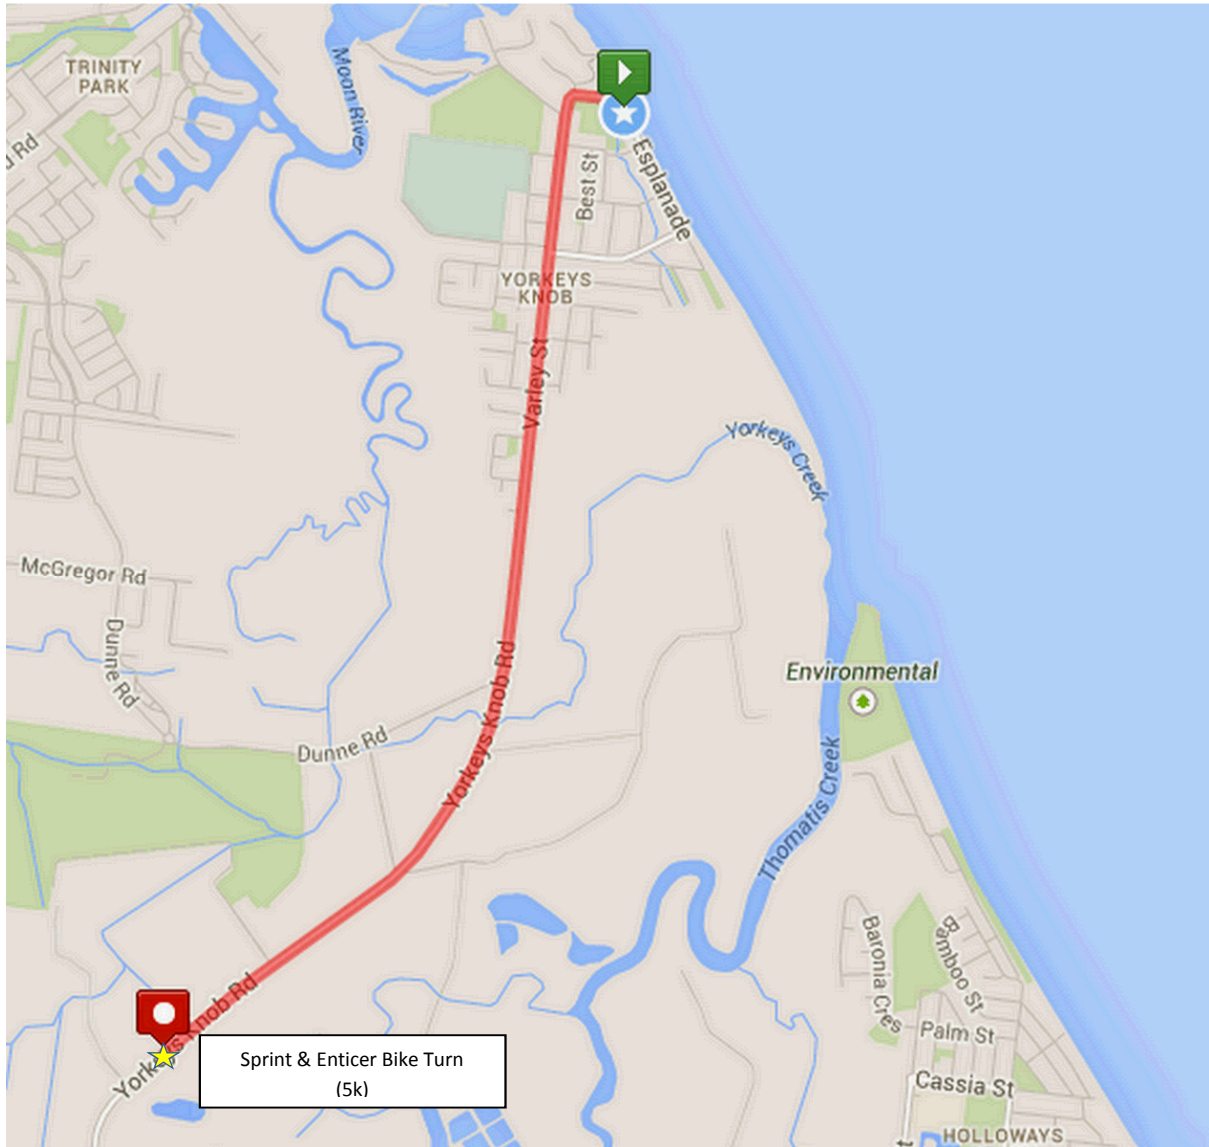 TRINITY
PARK
Moon River
Rd
Best St
Esplanade
YORKEYS
KNOB
Varley St
Yorkeys Creek
McGregor Rd
Dunne Rd
Yorkeys Knob Rd
Environmental
Dunne Rd
Thomatis Creek
Baronia Cres
Bamboo St
Yorkeys Knob Rd
Palm St
Sprint & Enticer Bike Turn
(5k)
Cassia St
HOLLOWAYS